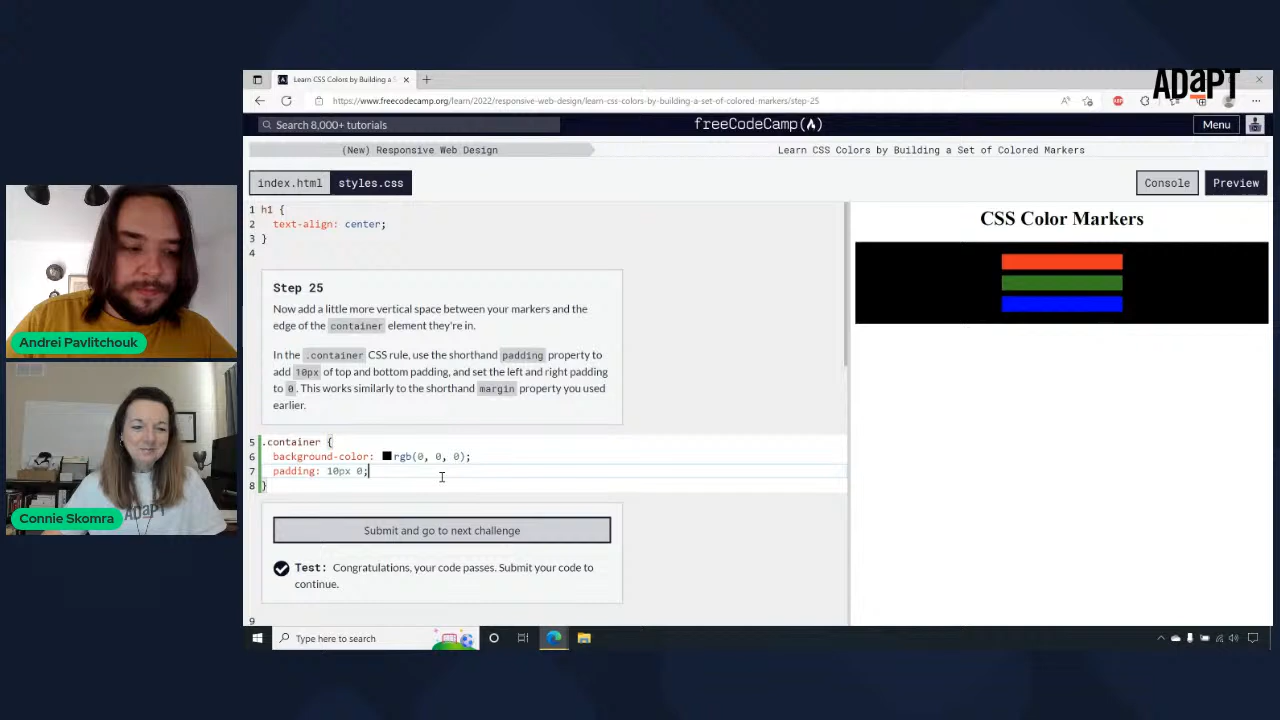 ADAPT
Learn CSS Colors by Building a S
https://www.freecodecamp.org/learn/2022/responsive-web-design/learn-css-colors-by-building-a-set-of-colored-markers/step-25
Search 8,000+ tutorials
freeCodeCamp
Menu
(New) Responsive Web Design
Learn CSS Colors by Building a Set of Colored Markers
index.html
styles.css
Console
Preview
1 h1 {
2 text-align: center;
3 }
4
Step 25
Now add a little more vertical space between your markers and the
edge of the container element they're in.
In the .container CSS rule, use the shorthand padding property to
add 10px of top and bottom padding, and set the left and right padding
to 0. This works similarly to the shorthand margin property you used
earlier.
5 .container {
6 background-color: rgb(0, 0, 0);
7 padding: 10px 0;
8 }
Submit and go to next challenge
Test: Congratulations, your code passes. Submit your code to
continue.
9
CSS Color Markers
Andrei Pavlitchouk
ADAPT
Connie Skomra
Type here to search